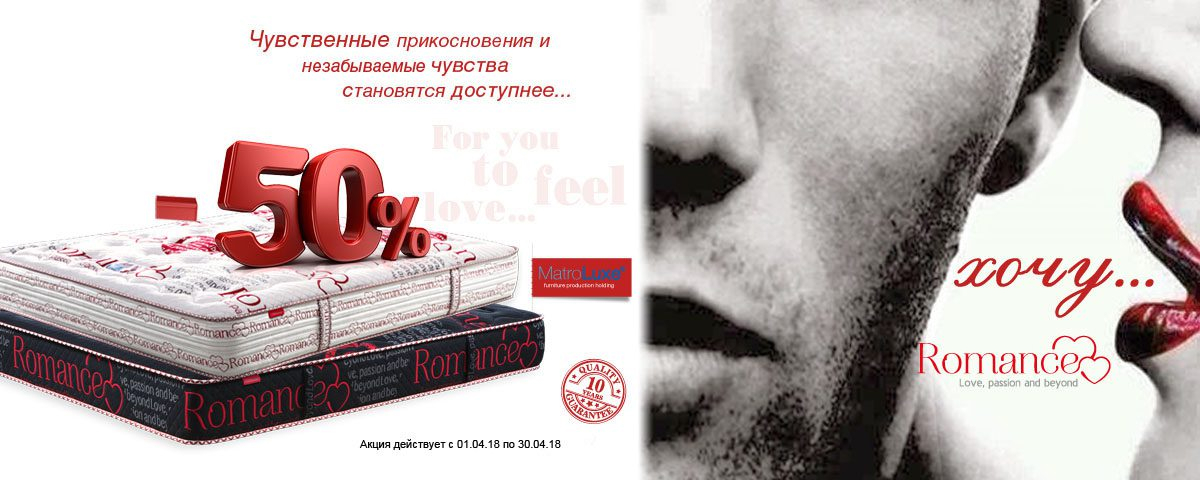 Чувственные прикосновения и
незабываемые чувства
становятся доступнее...
For you
to feel
love...
50%
MatroLuxe®
furniture production holding
Romance
Romance
QUALITY
10
YEARS
GUARANTEE
Акция действует с 01.04.18 по 30.04.18
хочу...
Romance
Love, passion and beyond